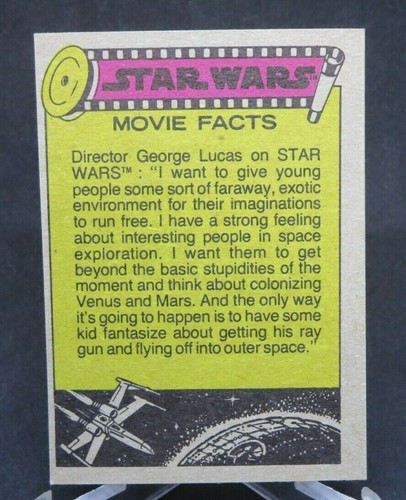 STAR WARS™
MOVIE FACTS
Director George Lucas on STAR
WARS™ : "I want to give young
people some sort of faraway, exotic
environment for their imaginations
to run free. I have a strong feeling
about interesting people in space
exploration. I want them to get
beyond the basic stupidities of the
moment and think about colonizing
Venus and Mars. And the only way
it's going to happen is to have some
kid fantasize about getting his ray
gun and flying off into outer space."